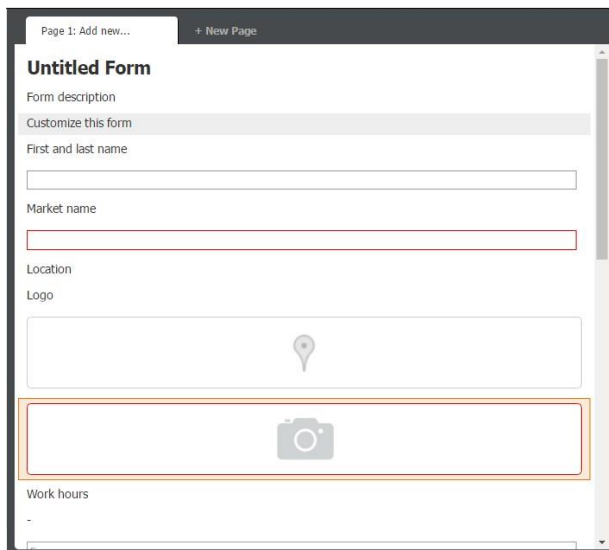 Page 1: Add new...
+ New Page
Untitled Form
Form description
Customize this form
First and last name
Market name
Location
Logo
Work hours
-